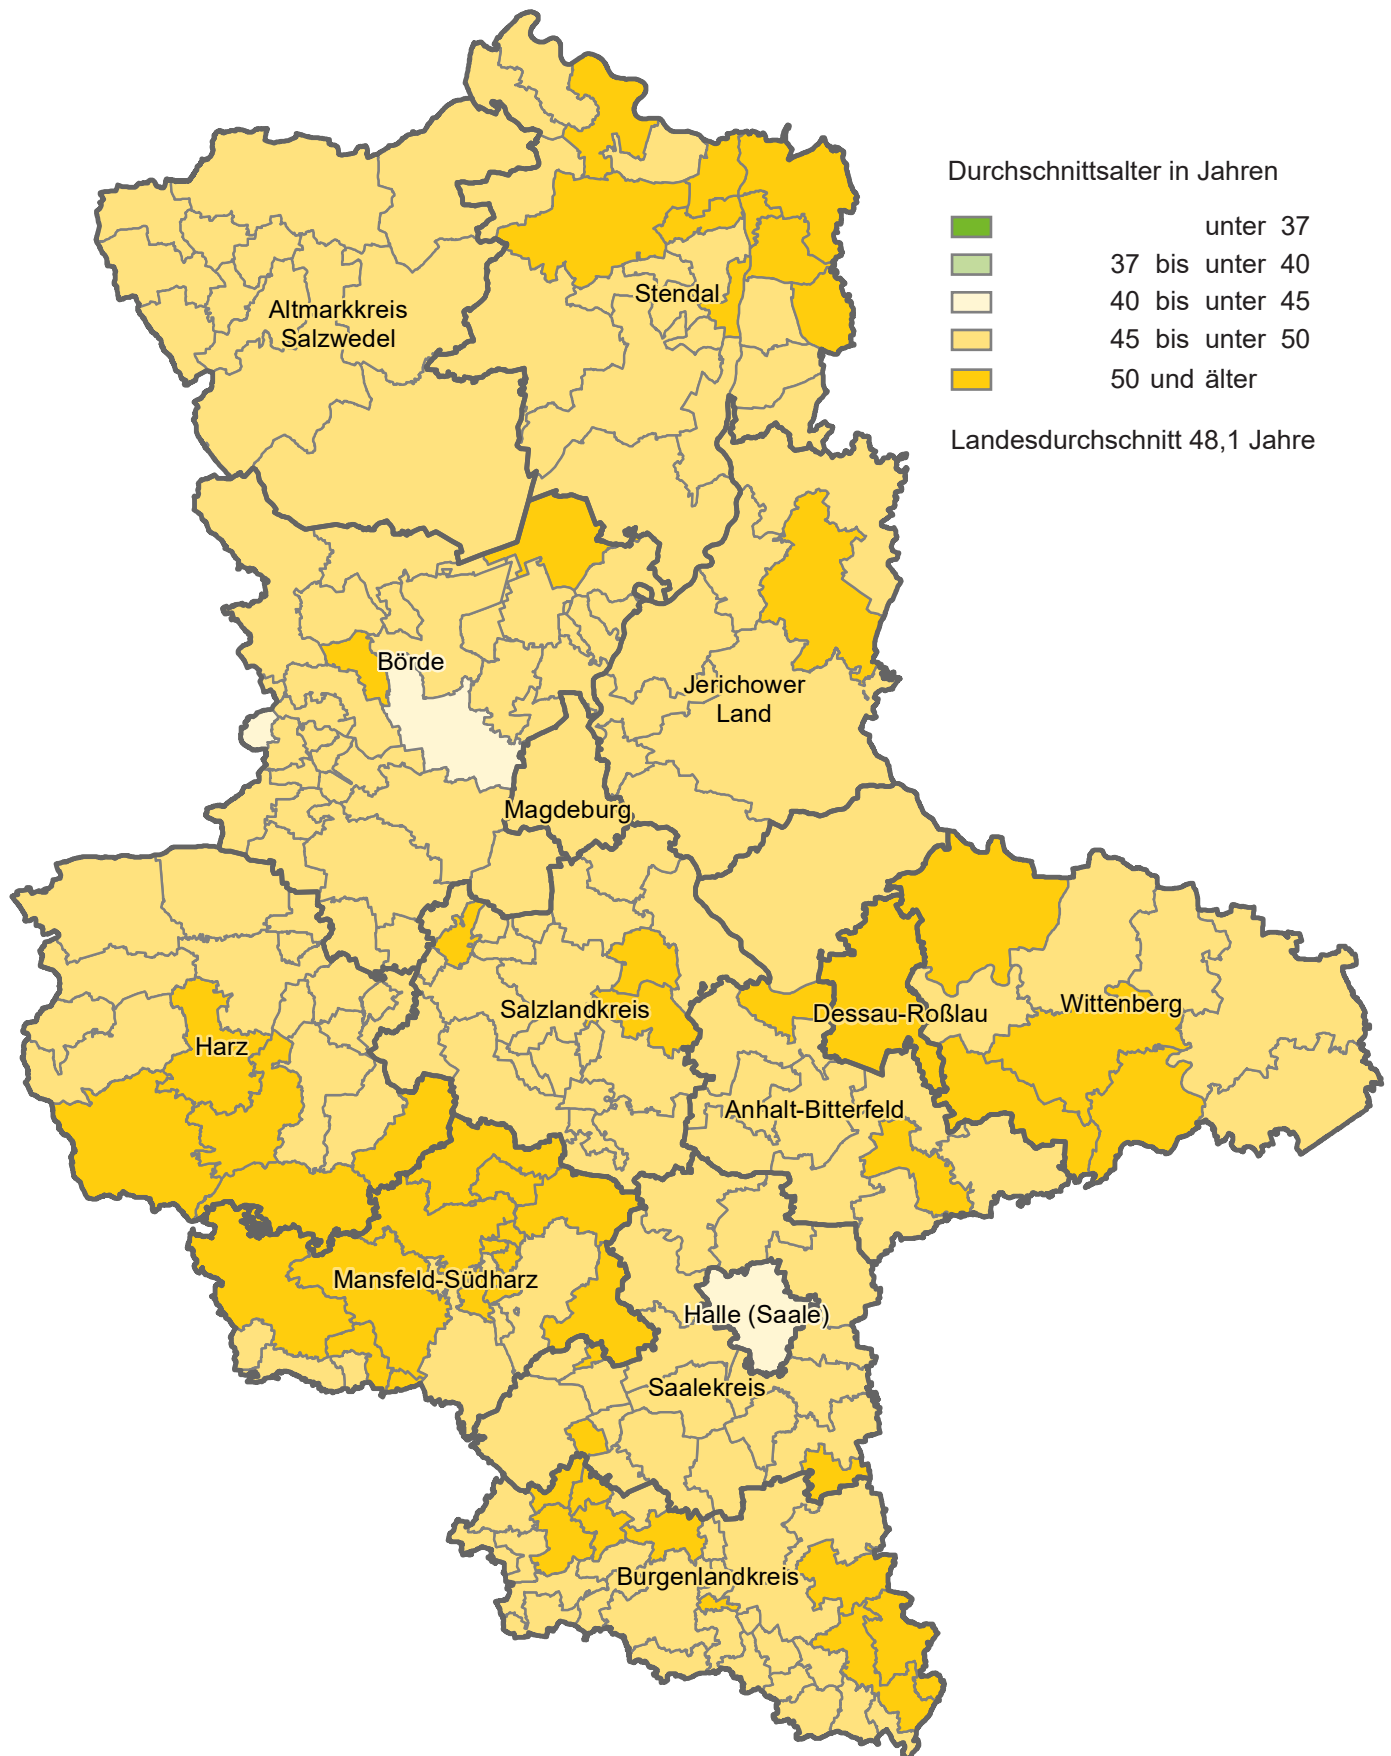 Durchschnittsalter in Jahren
unter 37
37 bis unter 40
40 bis unter 45
45 bis unter 50
50 und älter
Landesdurchschnitt 48,1 Jahre
Stendal
Altmarkkreis
Salzwedel
Börde
Jerichower
Land
Magdeburg
Salzlandkreis
Dessau-Roßlau
Wittenberg
Harz
Anhalt-Bitterfeld
Mansfeld-Südharz
Halle (Saale)
Saalekreis
Burgenlandkreis